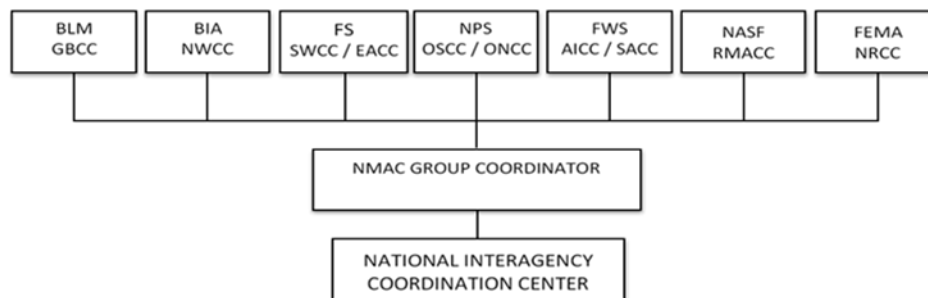 BLM
GBCC
BIA
NWCC
FS
SWCC / EACC
NPS
OSCC / ONCC
FWS
AICC / SACC
NASF
RMACC
FEMA
NRCC
NMAC GROUP COORDINATOR
NATIONAL INTERAGENCY
COORDINATION CENTER